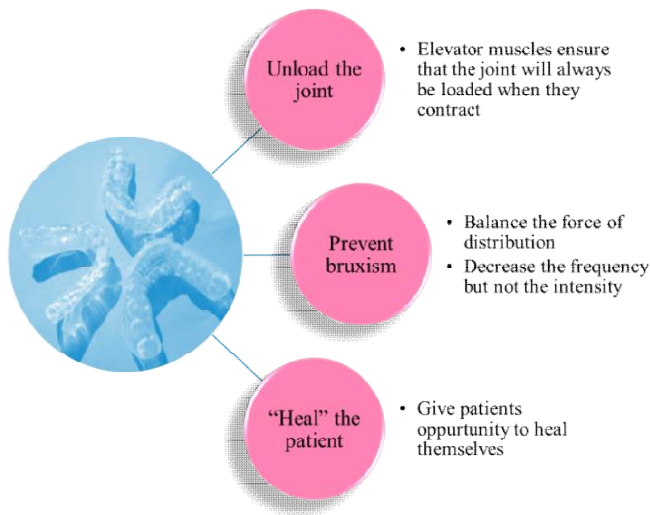 Unload the
joint
• Elevator muscles ensure
that the joint will always
be loaded when they
contract
Prevent
bruxism
• Balance the force of
distribution
• Decrease the frequency
but not the intensity
“Heal” the
patient
• Give patients
oppurtunity to heal
themselves